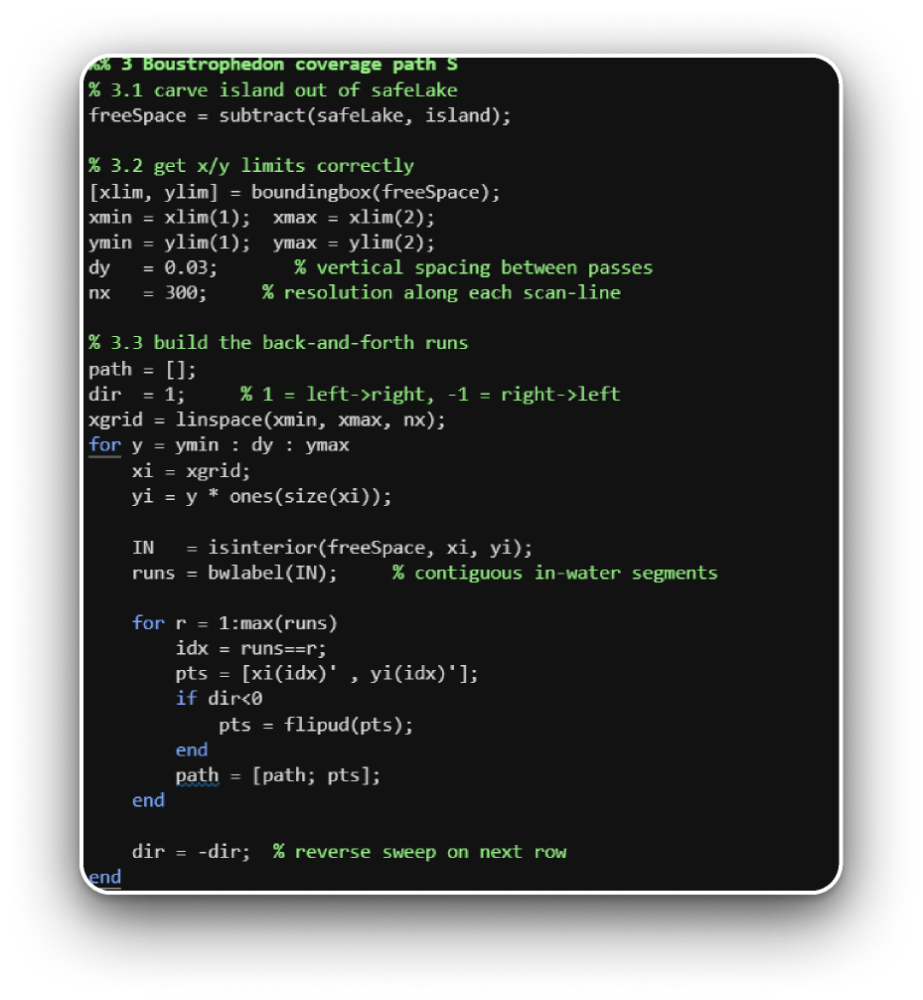 %% 3 Boustrophedon coverage path S
% 3.1 carve island out of safeLake
freeSpace = subtract(safeLake, island);

% 3.2 get x/y limits correctly
[xlim, ylim] = boundingbox(freeSpace);
xmin = xlim(1);  xmax = xlim(2);
ymin = ylim(1);  ymax = ylim(2);
dy   = 0.03;       % vertical spacing between passes
nx   = 300;     % resolution along each scan-line

% 3.3 build the back-and-forth runs
path = [];
dir  = 1;     % 1 = left->right, -1 = right->left
xgrid = linspace(xmin, xmax, nx);
for y = ymin : dy : ymax
    xi = xgrid;
    yi = y * ones(size(xi));

    IN   = isinterior(freeSpace, xi, yi);
    runs = bwlabel(IN);     % contiguous in-water segments

    for r = 1:max(runs)
        idx = runs==r;
        pts = [xi(idx)' , yi(idx)'];
        if dir<0
            pts = flipud(pts);
        end
        path = [path; pts];
    end

    dir = -dir;  % reverse sweep on next row
end